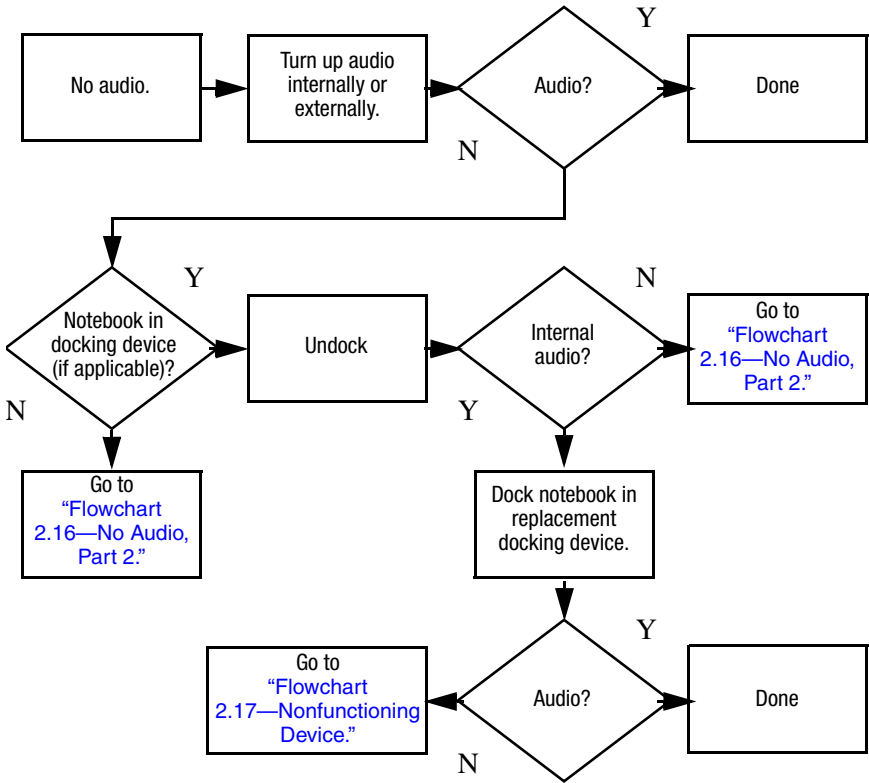 Y
No audio.
Turn up audio
internally or
externally.
Audio?
Done
N
Y
N
Notebook in
docking device
(if applicable)?
Undock
Internal
audio?
Go to
“Flowchart
2.16—No Audio,
Part 2.”
N
Y
Go to
“Flowchart
2.16—No Audio,
Part 2.”
Dock notebook in
replacement
docking device.
Y
Go to
“Flowchart
2.17—Nonfunctioning
Device.”
Audio?
Done
N